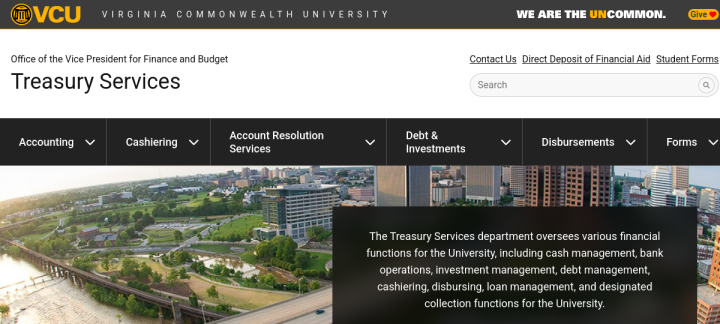 VCU VIRGINIA COMMONWEALTH UNIVERSITY WE ARE THE UNCOMMON. Give
Office of the Vice President for Finance and Budget
Treasury Services
Contact Us Direct Deposit of Financial Aid Student Forms
Search
Accounting
Cashiering
Account Resolution
Services
Debt &
Investments
Disbursements
Forms
The Treasury Services department oversees various financial
functions for the University, including cash management, bank
operations, investment management, debt management,
cashiering, disbursing, loan management, and designated
collection functions for the University.